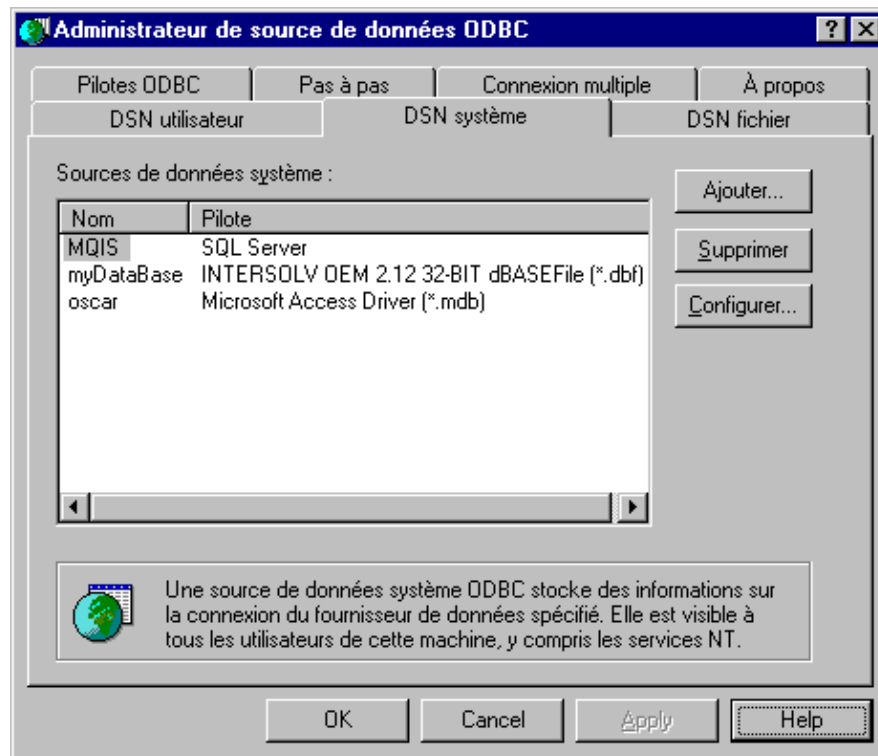 Administrateur de source de données ODBC
Pilotes ODBC Pas à pas Connexion multiple À propos
DSN utilisateur DSN système DSN fichier
Sources de données système :
Nom Pilote
MQIS SQL Server
myDataBase INTERSOLV OEM 2.12 32-BIT dBASEFile (*.dbf)
oscar Microsoft Access Driver (*.mdb)
Ajouter...
Supprimer
Configurer...
Une source de données système ODBC stocke des informations sur
la connexion du fournisseur de données spécifié. Elle est visible à
tous les utilisateurs de cette machine, y compris les services NT.
OK Cancel Apply Help